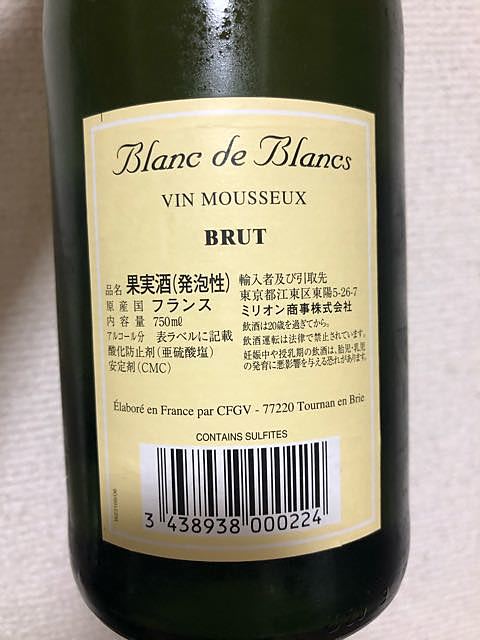 Blanc de Blancs
VIN MOUSSEUX
BRUT
品名 果実酒(発泡性)
原産国 フランス
内容量 750㎖
アルコール分 表ラベルに記載
酸化防止剤(亜硫酸塩)
安定剤(CMC)
輸入者及び引取先
東京都江東区東陽5-26-7
ミリオン商事株式会社
飲酒は20歳を過ぎてから。
飲酒運転は法律で禁止されています。
妊娠中や授乳期の飲酒は、胎児・乳児
の発育に悪影響を与える恐れがあります。
Élaboré en France par CFGV - 77220 Tournan en Brie
CONTAINS SULFITES
3 438938 000224